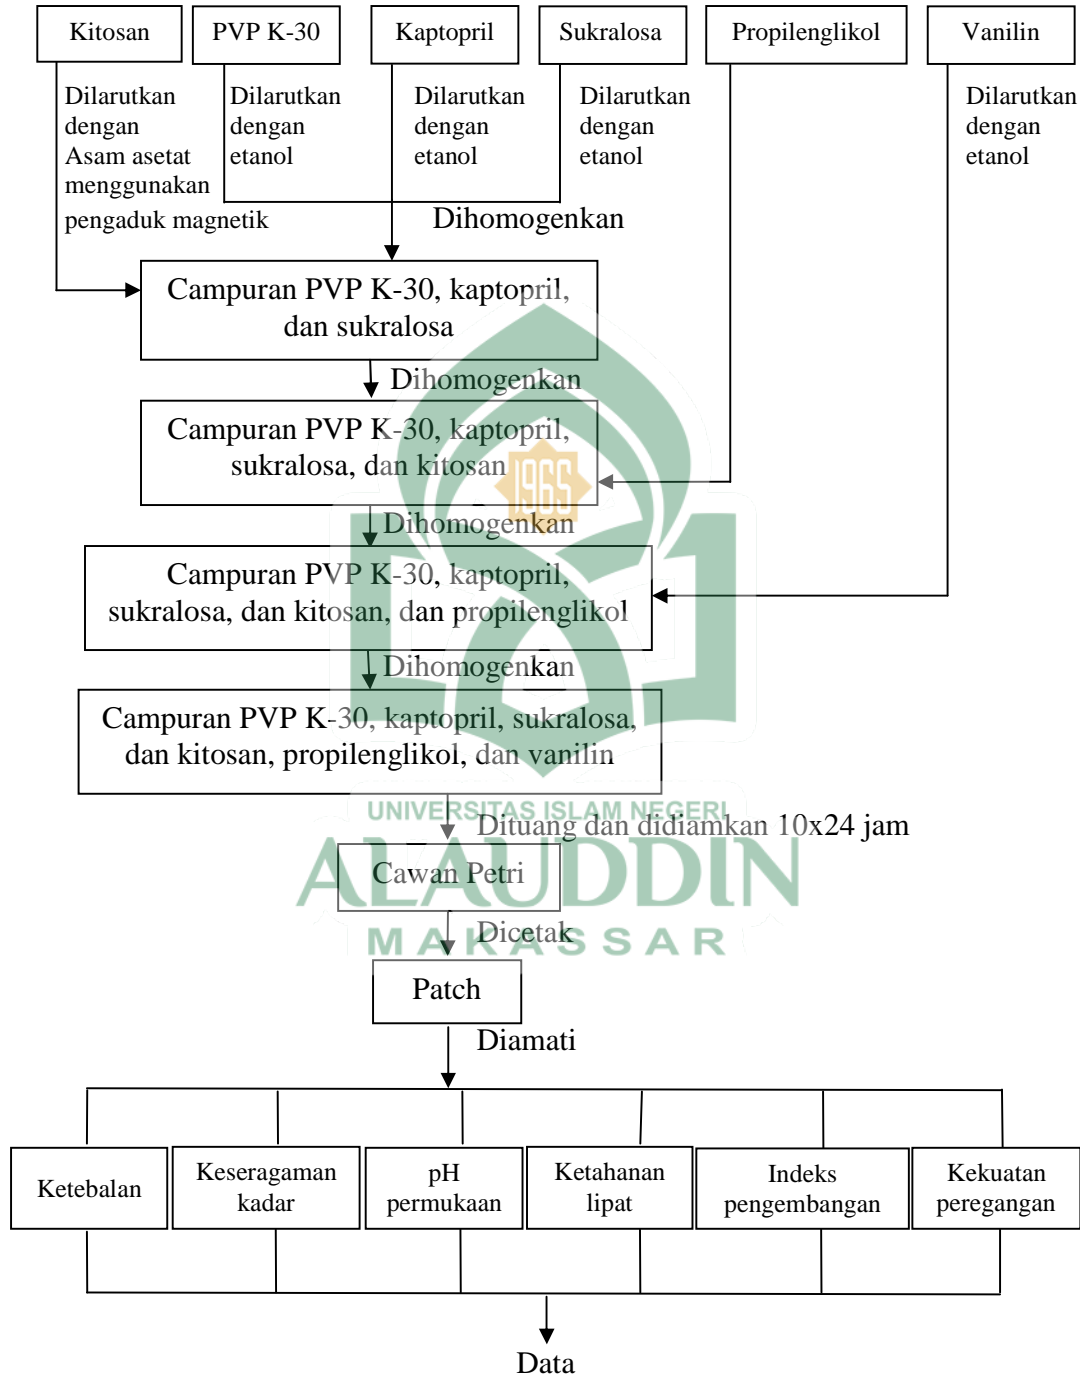 Kitosan
PVP K-30
Kaptopril
Sukralosa
Propilenglikol
Vanilin
Dilarutkan
dengan
Asam asetat
menggunakan
pengaduk magnetik
Dilarutkan
dengan
etanol
Dilarutkan
dengan
etanol
Dilarutkan
dengan
etanol
Dilarutkan
dengan
etanol
Dihomogenkan
Campuran PVP K-30, kaptopril,
dan sukralosa
Dihomogenkan
Campuran PVP K-30, kaptopril,
sukralosa, dan kitosan
1965
Dihomogenkan
Campuran PVP K-30, kaptopril,
sukralosa, dan kitosan, dan propilenglikol
Dihomogenkan
Campuran PVP K-30, kaptopril, sukralosa,
dan kitosan, propilenglikol, dan vanilin
UNIVERSITAS ISLAM NEGERI
Dituang dan didiamkan 10x24 jam
ALAUDDIN
Cawan Petri
Dicetak
MAKASSAR
Patch
Diamati
Ketebalan
Keseragaman
kadar
pH
permukaan
Ketahanan
lipat
Indeks
pengembangan
Kekuatan
peregangan
Data